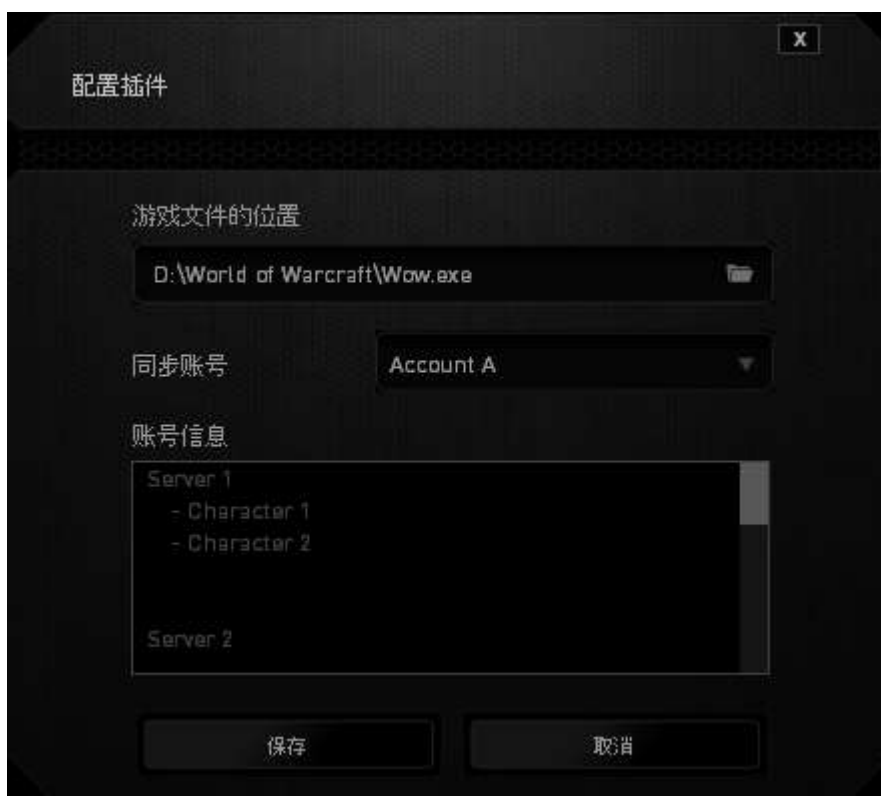 X
配置插件
游戏文件的位置
D:\World of Warcraft\Wow.exe
同步账号 Account A
账号信息
Server 1
- Character 1
- Character 2
Server 2
保存 取消